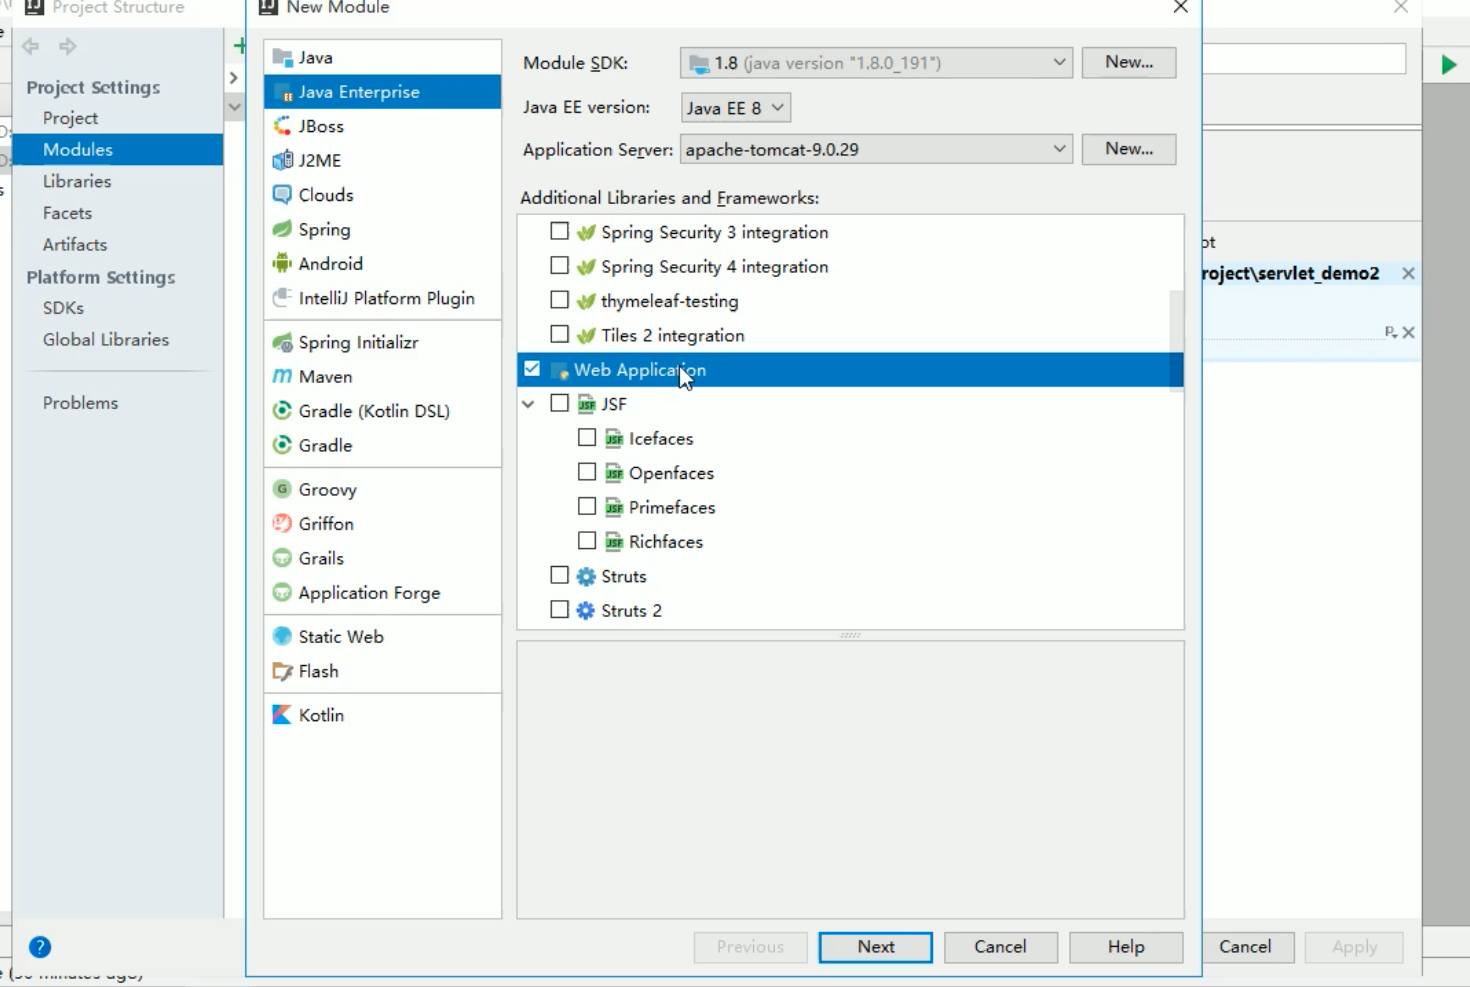 Project Structure
Project Settings
Project
Modules
Libraries
Facets
Artifacts
Platform Settings
SDKs
Global Libraries
Problems
New Module
Java
Java Enterprise
JBoss
J2ME
Clouds
Spring
Android
IntelliJ Platform Plugin
Spring Initializr
Maven
Gradle (Kotlin DSL)
Gradle
Groovy
Griffon
Grails
Application Forge
Static Web
Flash
Kotlin
Module SDK: 1.8 (java version "1.8.0_191") New...
Java EE version: Java EE 8
Application Server: apache-tomcat-9.0.29 New...
Additional Libraries and Frameworks:
Spring Security 3 integration
Spring Security 4 integration
thymeleaf-testing
Tiles 2 integration
Web Application
JSF
Icefaces
Openfaces
Primefaces
Richfaces
Struts
Struts 2
Previous Next Cancel Help
pt
roject\servlet_demo2
Cancel Apply